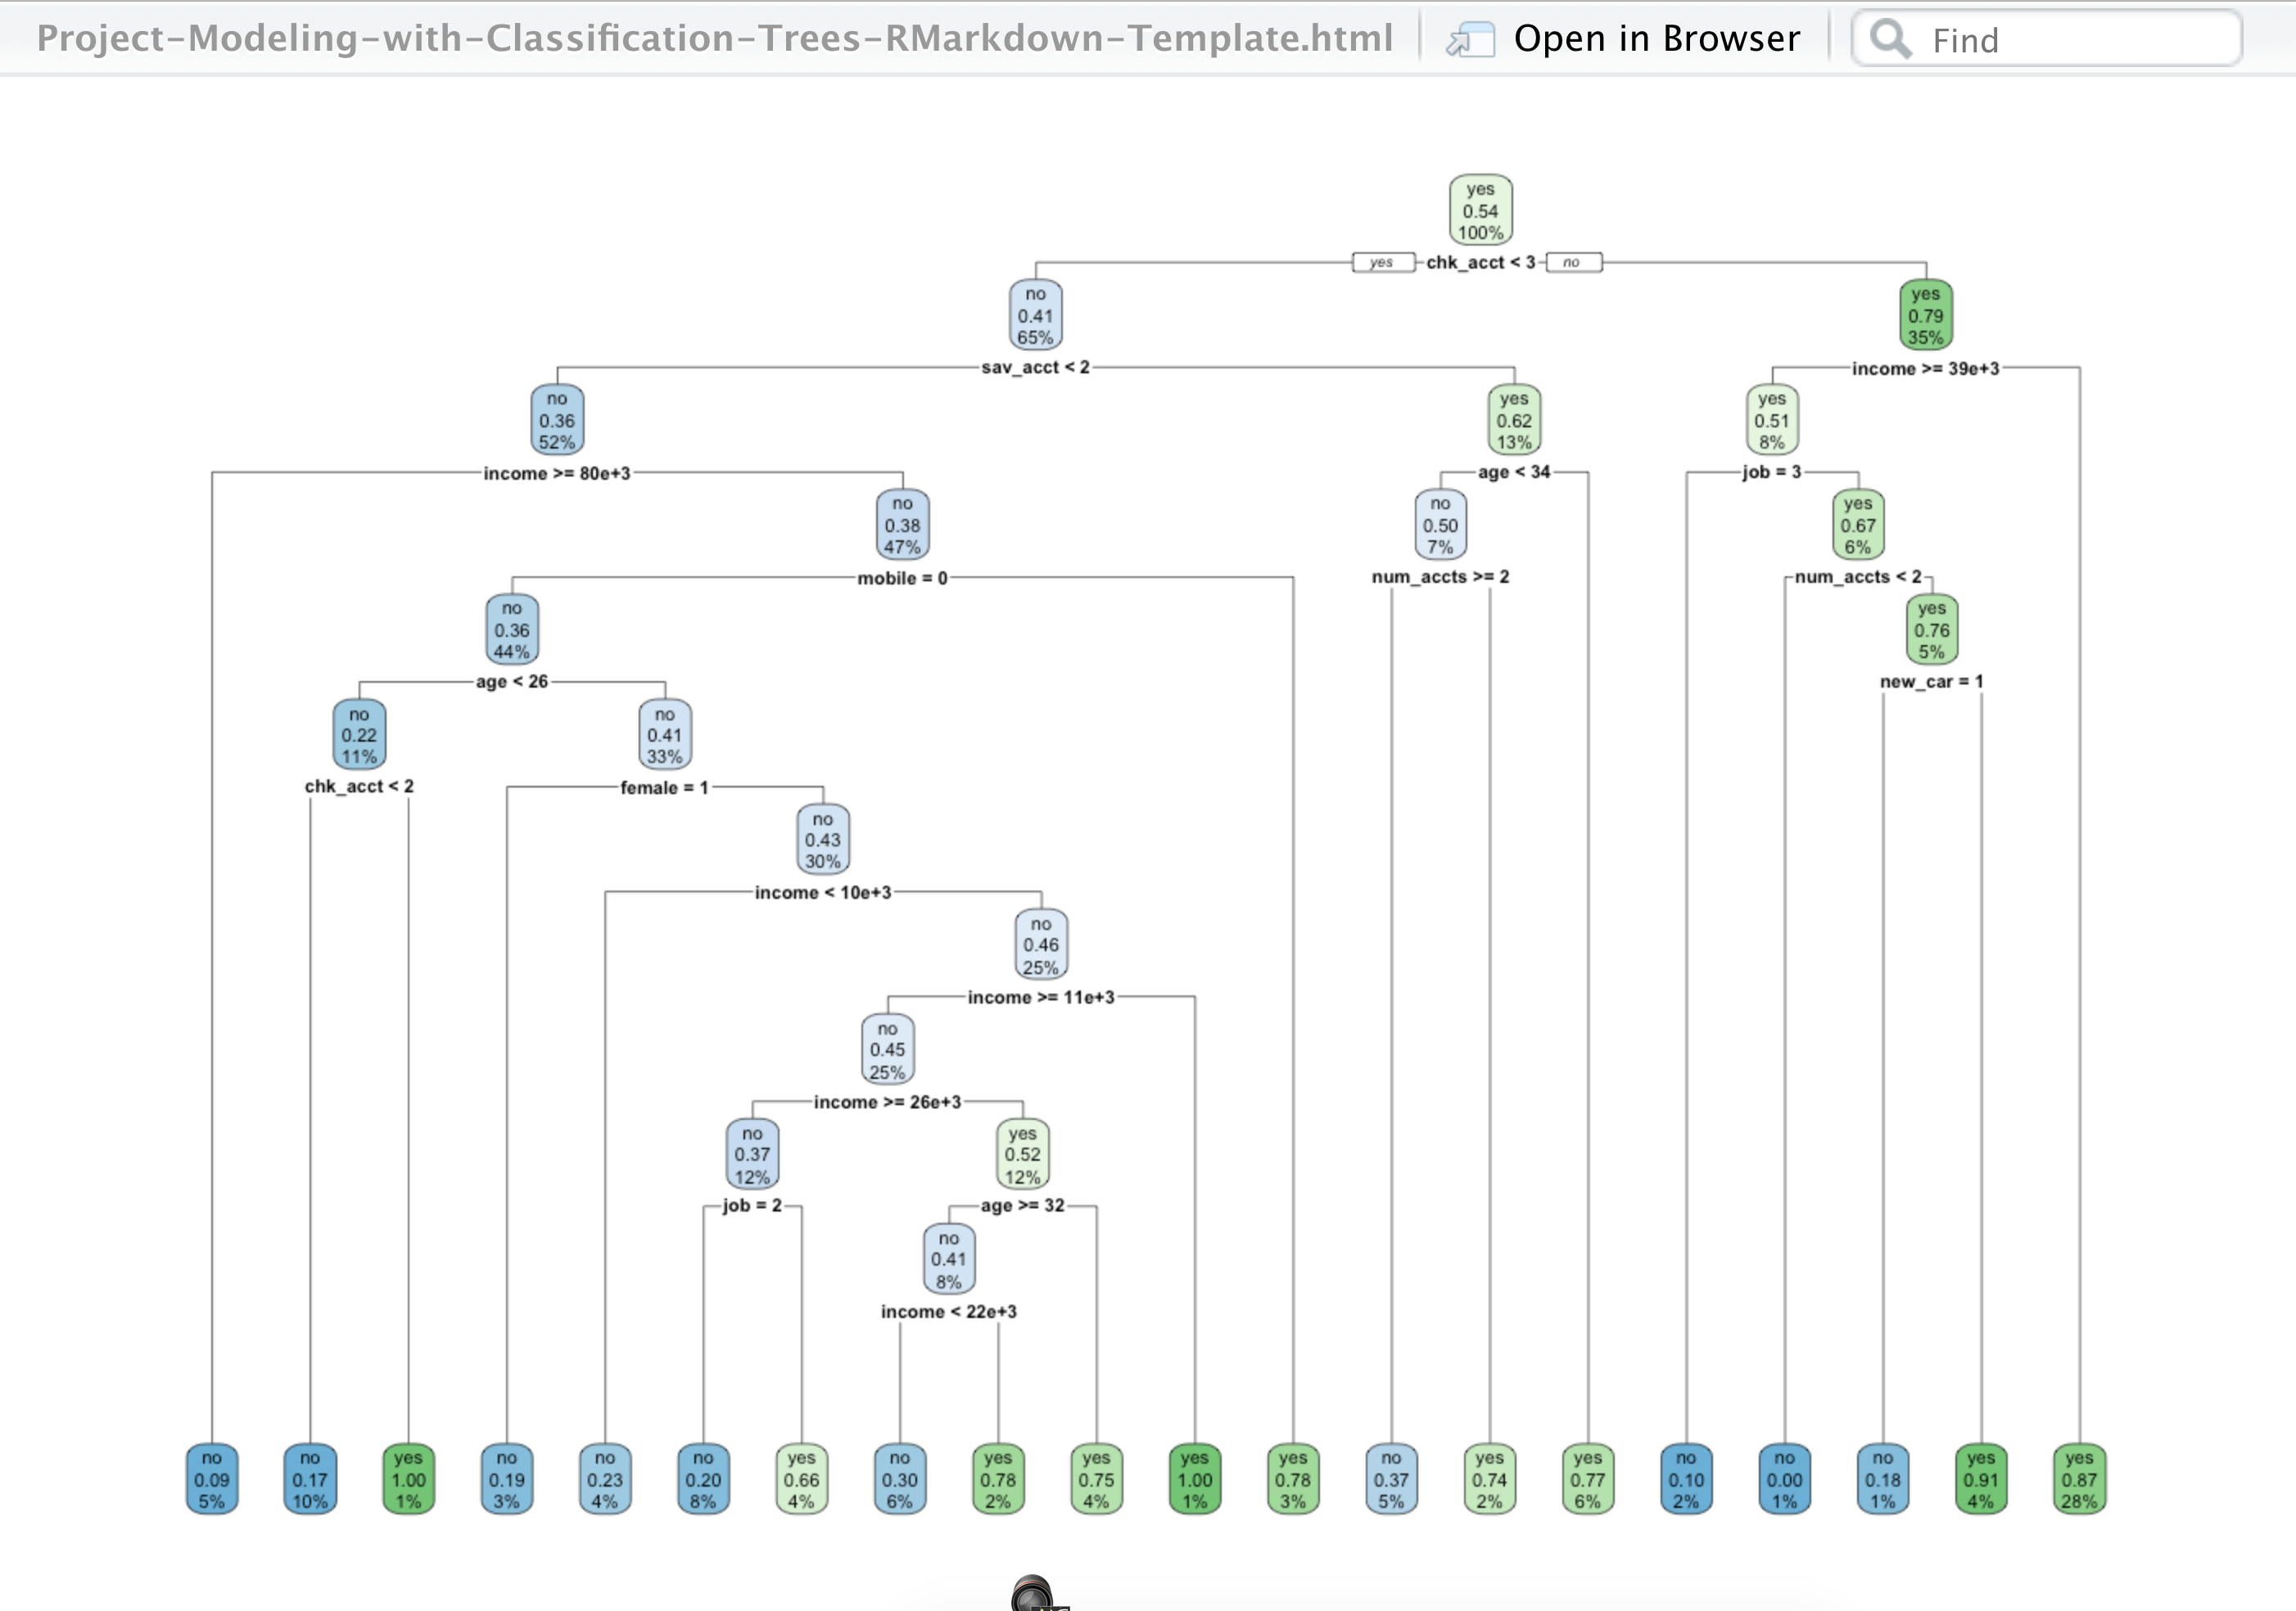 Project-Modeling-with-Classification-Trees-RMarkdown-Template.html
Open in Browser
Find
yes
0.54
100%
yes
chk_acct < 3
no
no
0.41
65%
yes
0.79
35%
sav_acct < 2
income >= 39e+3
no
0.36
52%
yes
0.62
13%
yes
0.51
8%
income >= 80e+3
age < 34
job = 3
no
0.38
47%
no
0.50
7%
yes
0.67
6%
mobile = 0
num_accts >= 2
num_accts < 2
no
0.36
44%
yes
0.76
5%
age < 26
new_car = 1
no
0.22
11%
no
0.41
33%
chk_acct < 2
female = 1
no
0.43
30%
income < 10e+3
no
0.46
25%
income >= 11e+3
no
0.45
25%
income >= 26e+3
no
0.37
12%
yes
0.52
12%
job = 2
age >= 32
no
0.41
8%
income < 22e+3
no
0.09
5%
no
0.17
10%
yes
1.00
1%
no
0.19
3%
no
0.23
4%
no
0.20
8%
yes
0.66
4%
no
0.30
6%
yes
0.78
2%
yes
0.75
4%
yes
1.00
1%
yes
0.78
3%
no
0.37
5%
yes
0.74
2%
yes
0.77
6%
no
0.10
2%
no
0.00
1%
no
0.18
1%
yes
0.91
4%
yes
0.87
28%